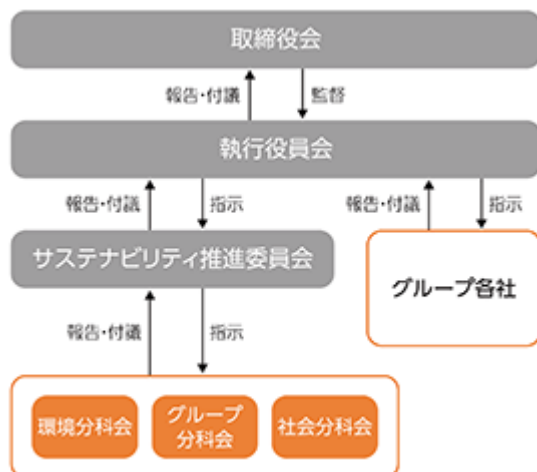 取締役会
報告・付議
監督
執行役員会
報告・付議
指示
報告・付議
指示
サステナビリティ推進委員会
グループ各社
報告・付議
指示
環境分科会
グループ
分科会
社会分科会